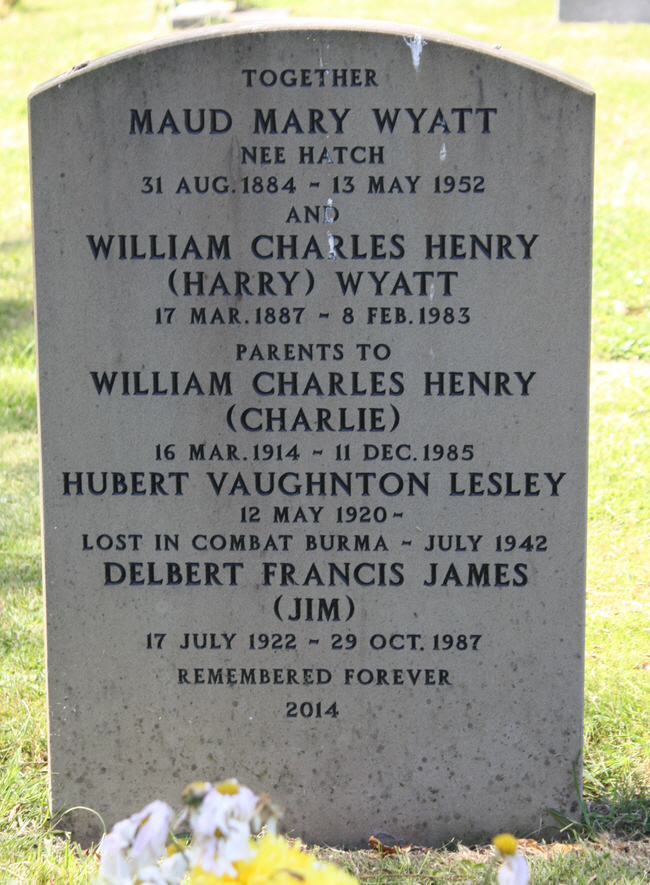 TOGETHER
MAUD MARY WYATT
NEE HATCH
31 AUG. 1884 ~ 13 MAY 1952
AND
WILLIAM CHARLES HENRY
(HARRY) WYATT
17 MAR. 1887 ~ 8 FEB. 1983
PARENTS TO
WILLIAM CHARLES HENRY
(CHARLIE)
16 MAR. 1914 ~ 11 DEC. 1985
HUBERT VAUGHNTON LESLEY
12 MAY 1920 ~
LOST IN COMBAT BURMA ~ JULY 1942
DELBERT FRANCIS JAMES
(JIM)
17 JULY 1922 ~ 29 OCT. 1987
REMEMBERED FOREVER
2014